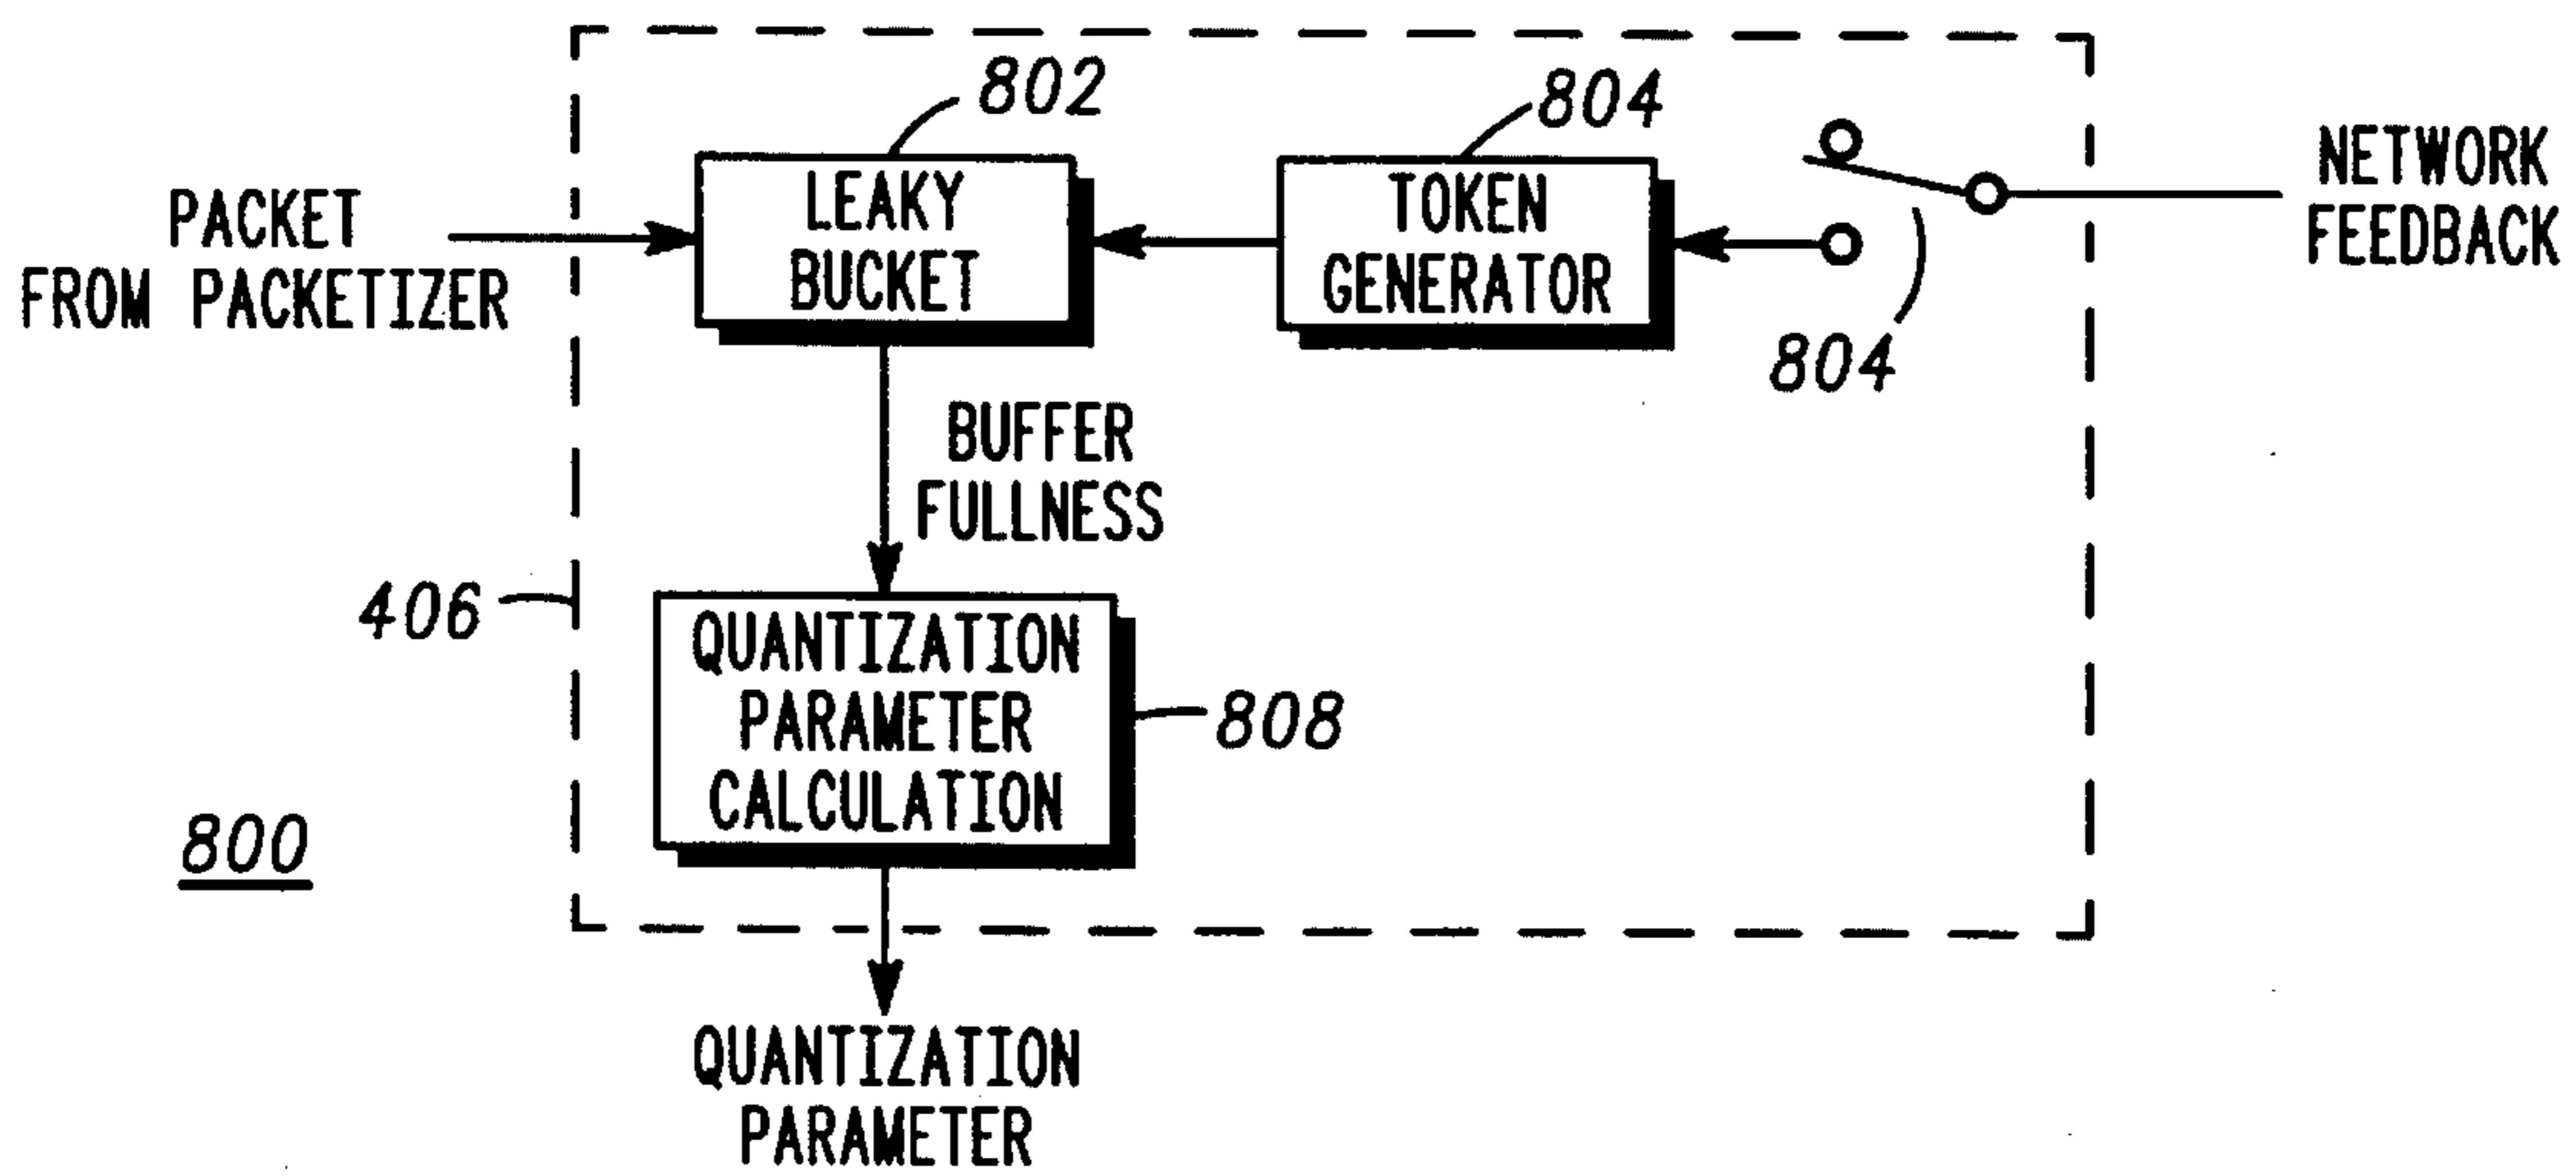 802
804
PACKET
FROM PACKETIZER
LEAKY
BUCKET
TOKEN
GENERATOR
NETWORK
FEEDBACK
804
BUFFER
FULLNESS
406
QUANTIZATION
PARAMETER
CALCULATION
808
800
QUANTIZATION
PARAMETER